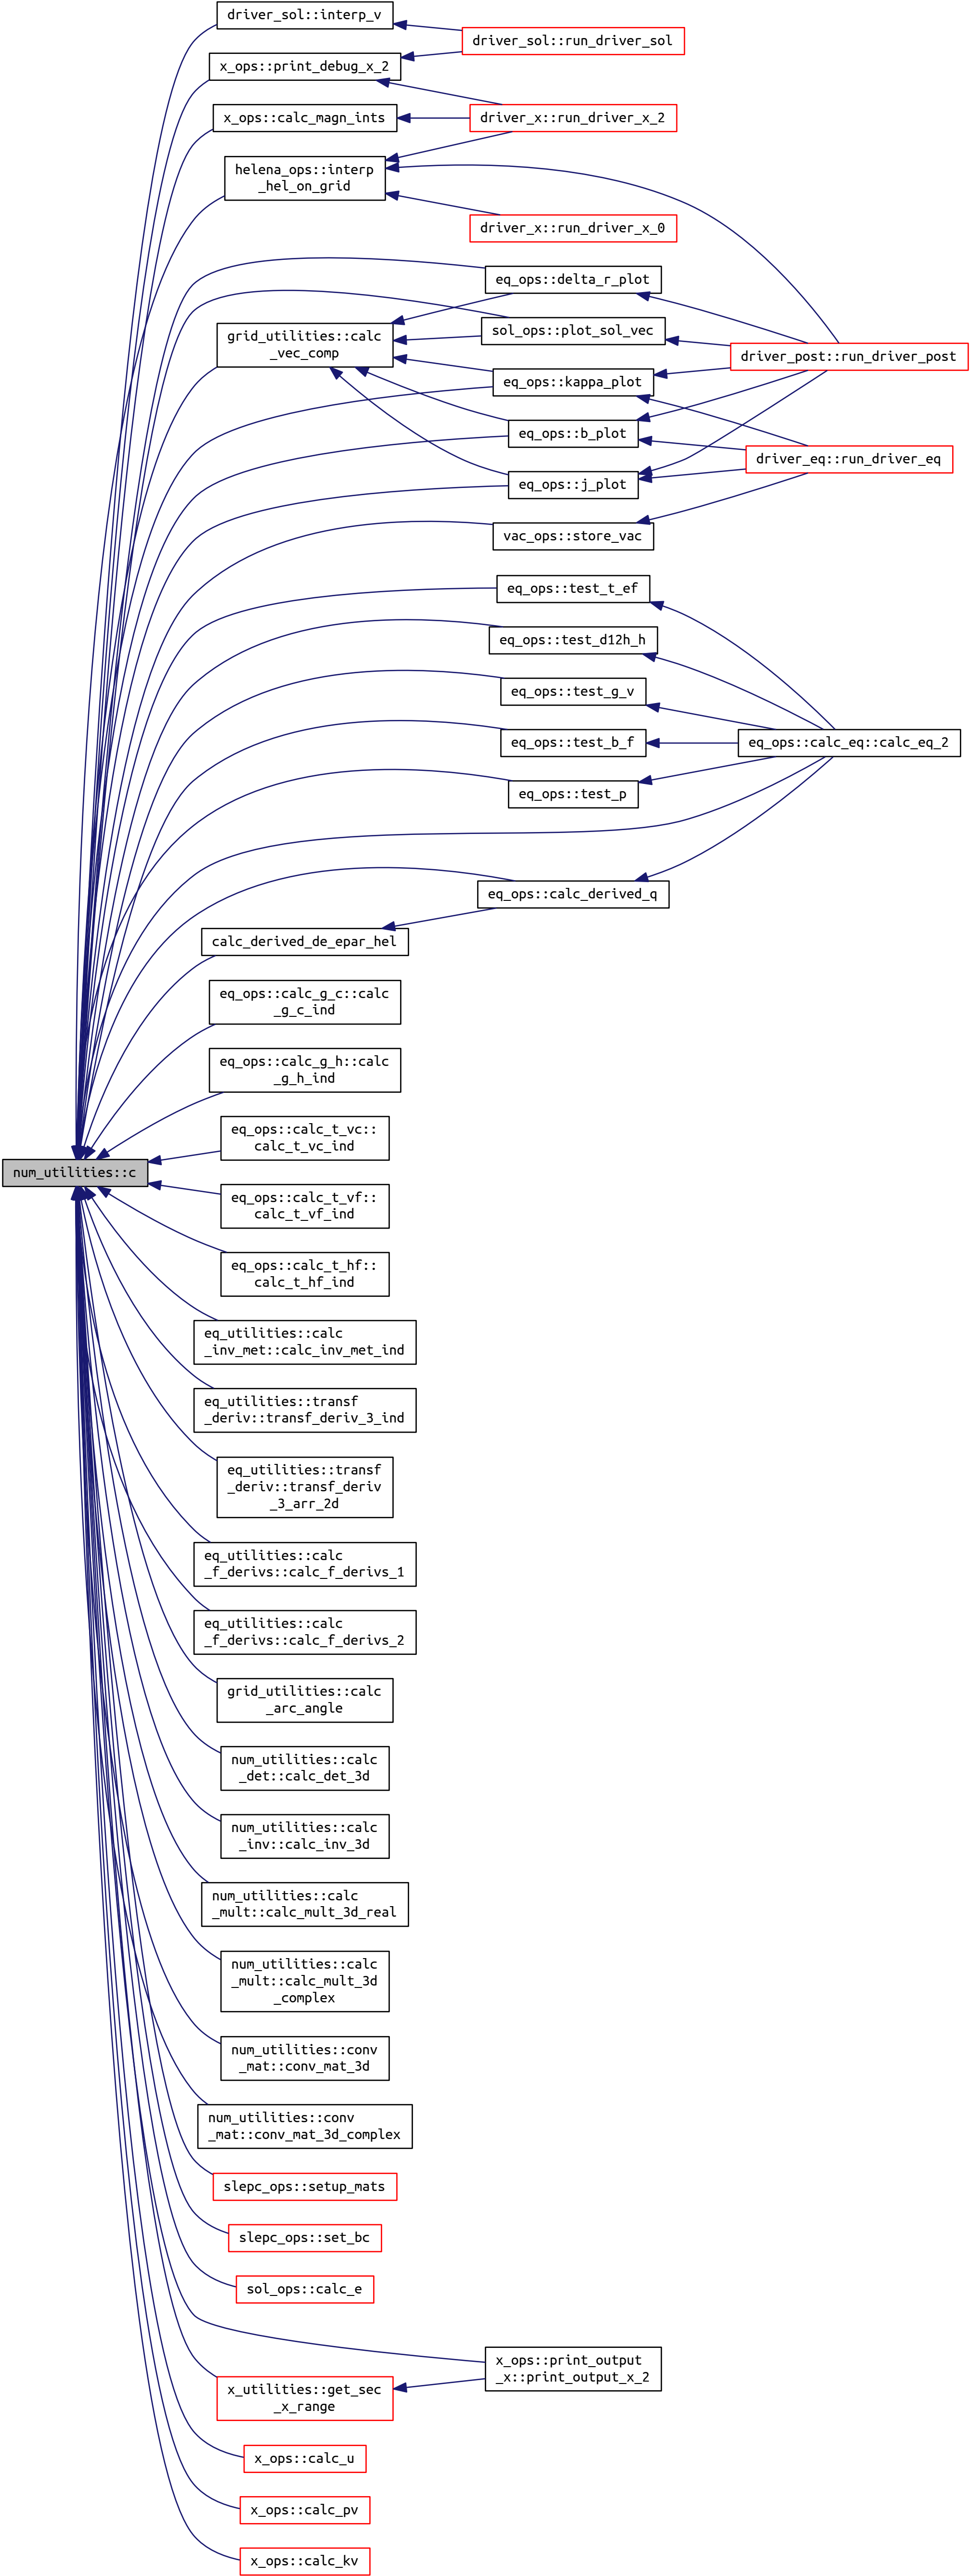 driver_sol::interp_v
driver_sol::run_driver_sol
x_ops::print_debug_x_2
x_ops::calc_magn_ints
driver_x::run_driver_x_2
helena_ops::interp
_hel_on_grid
driver_x::run_driver_x_0
eq_ops::delta_r_plot
sol_ops::plot_sol_vec
grid_utilities::calc
_vec_comp
driver_post::run_driver_post
eq_ops::kappa_plot
eq_ops::b_plot
driver_eq::run_driver_eq
eq_ops::j_plot
vac_ops::store_vac
eq_ops::test_t_ef
eq_ops::test_d12h_h
eq_ops::test_g_v
eq_ops::test_b_f
eq_ops::calc_eq::calc_eq_2
eq_ops::test_p
eq_ops::calc_derived_q
calc_derived_de_epar_hel
eq_ops::calc_g_c::calc
_g_c_ind
eq_ops::calc_g_h::calc
_g_h_ind
eq_ops::calc_t_vc::
calc_t_vc_ind
num_utilities::c
eq_ops::calc_t_vf::
calc_t_vf_ind
eq_ops::calc_t_hf::
calc_t_hf_ind
eq_utilities::calc
_inv_met::calc_inv_met_ind
eq_utilities::transf
_deriv::transf_deriv_3_ind
eq_utilities::transf
_deriv::transf_deriv
_3_arr_2d
eq_utilities::calc
_f_derivs::calc_f_derivs_1
eq_utilities::calc
_f_derivs::calc_f_derivs_2
grid_utilities::calc
_arc_angle
num_utilities::calc
_det::calc_det_3d
num_utilities::calc
_inv::calc_inv_3d
num_utilities::calc
_mult::calc_mult_3d_real
num_utilities::calc
_mult::calc_mult_3d
_complex
num_utilities::conv
_mat::conv_mat_3d
num_utilities::conv
_mat::conv_mat_3d_complex
slepc_ops::setup_mats
slepc_ops::set_bc
sol_ops::calc_e
x_ops::print_output
_x::print_output_x_2
x_utilities::get_sec
_x_range
x_ops::calc_u
x_ops::calc_pv
x_ops::calc_kv